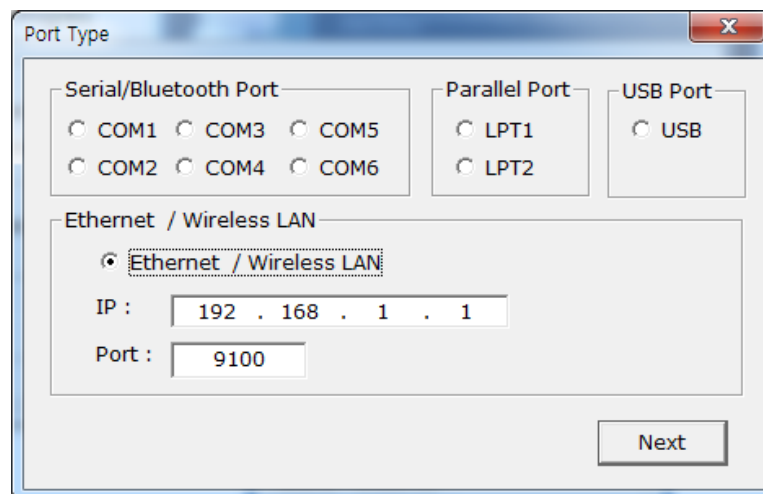 Port Type
Serial/Bluetooth Port
COM1 COM3 COM5
COM2 COM4 COM6
Parallel Port
LPT1
LPT2
USB Port
USB
Ethernet / Wireless LAN
Ethernet / Wireless LAN
IP : 192 . 168 . 1 . 1
Port : 9100
Next